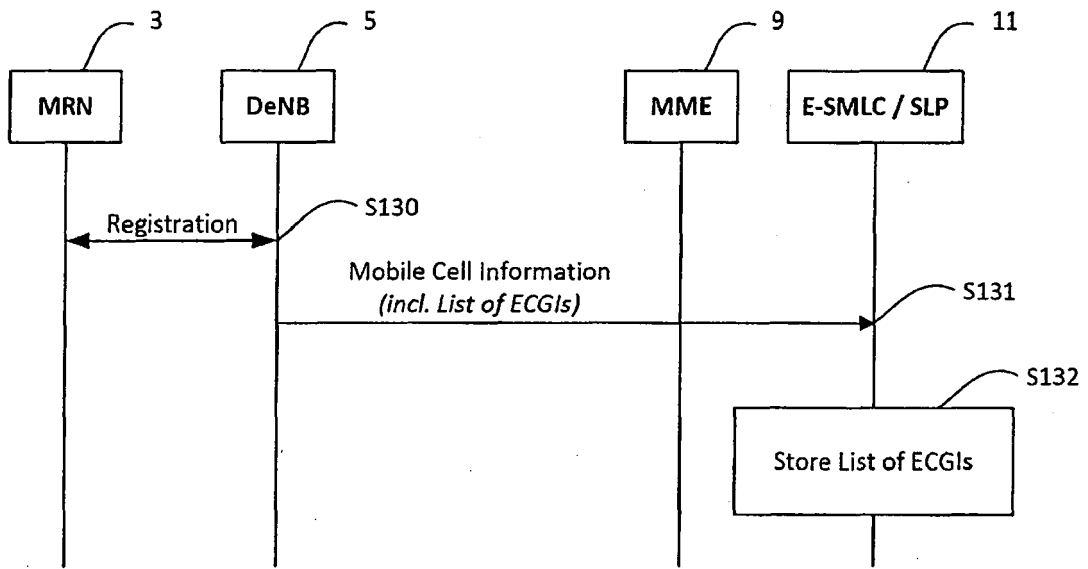 3
5
9
11
MRN
DeNB
MME
E-SMLC / SLP
S130
Registration
Mobile Cell Information
(incl. List of ECGIs)
S131
S132
Store List of ECGIs